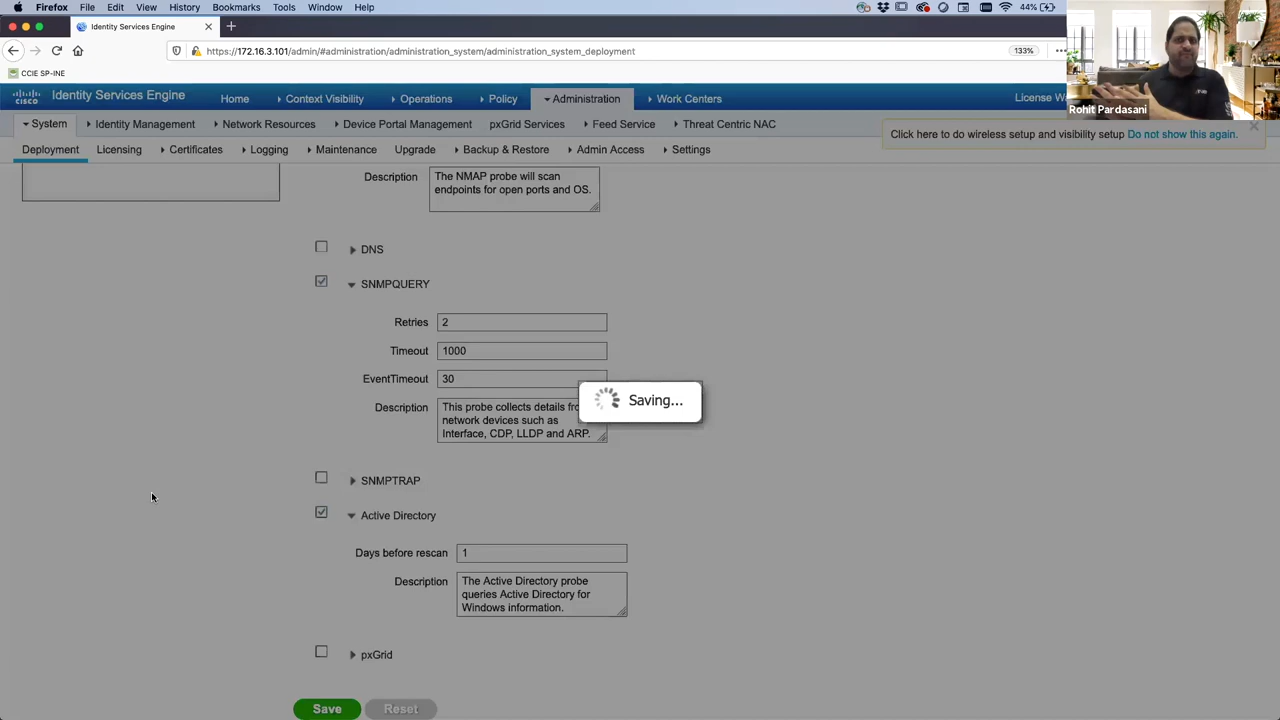 Firefox File Edit View History Bookmarks Tools Window Help
44%
Identity Services Engine
https://172.16.3.101/admin/#administration/administration_system/administration_system_deployment
133%
CCIE SP-INE
Rohit Pardasani
cisco
Identity Services Engine
Home Context Visibility Operations Policy Administration Work Centers
License
System Identity Management Network Resources Device Portal Management pxGrid Services Feed Service Threat Centric NAC
Click here to do wireless setup and visibility setup Do not show this again.
Deployment Licensing Certificates Logging Maintenance Upgrade Backup & Restore Admin Access Settings
Description
The NMAP probe will scan
endpoints for open ports and OS.
DNS
SNMPQUERY
Retries 2
Timeout 1000
EventTimeout 30
Saving...
Description
This probe collects details
network devices such as
Interface, CDP, LLDP and ARP.
SNMPTRAP
Active Directory
Days before rescan 1
Description
The Active Directory probe
queries Active Directory for
Windows information.
pxGrid
Save Reset